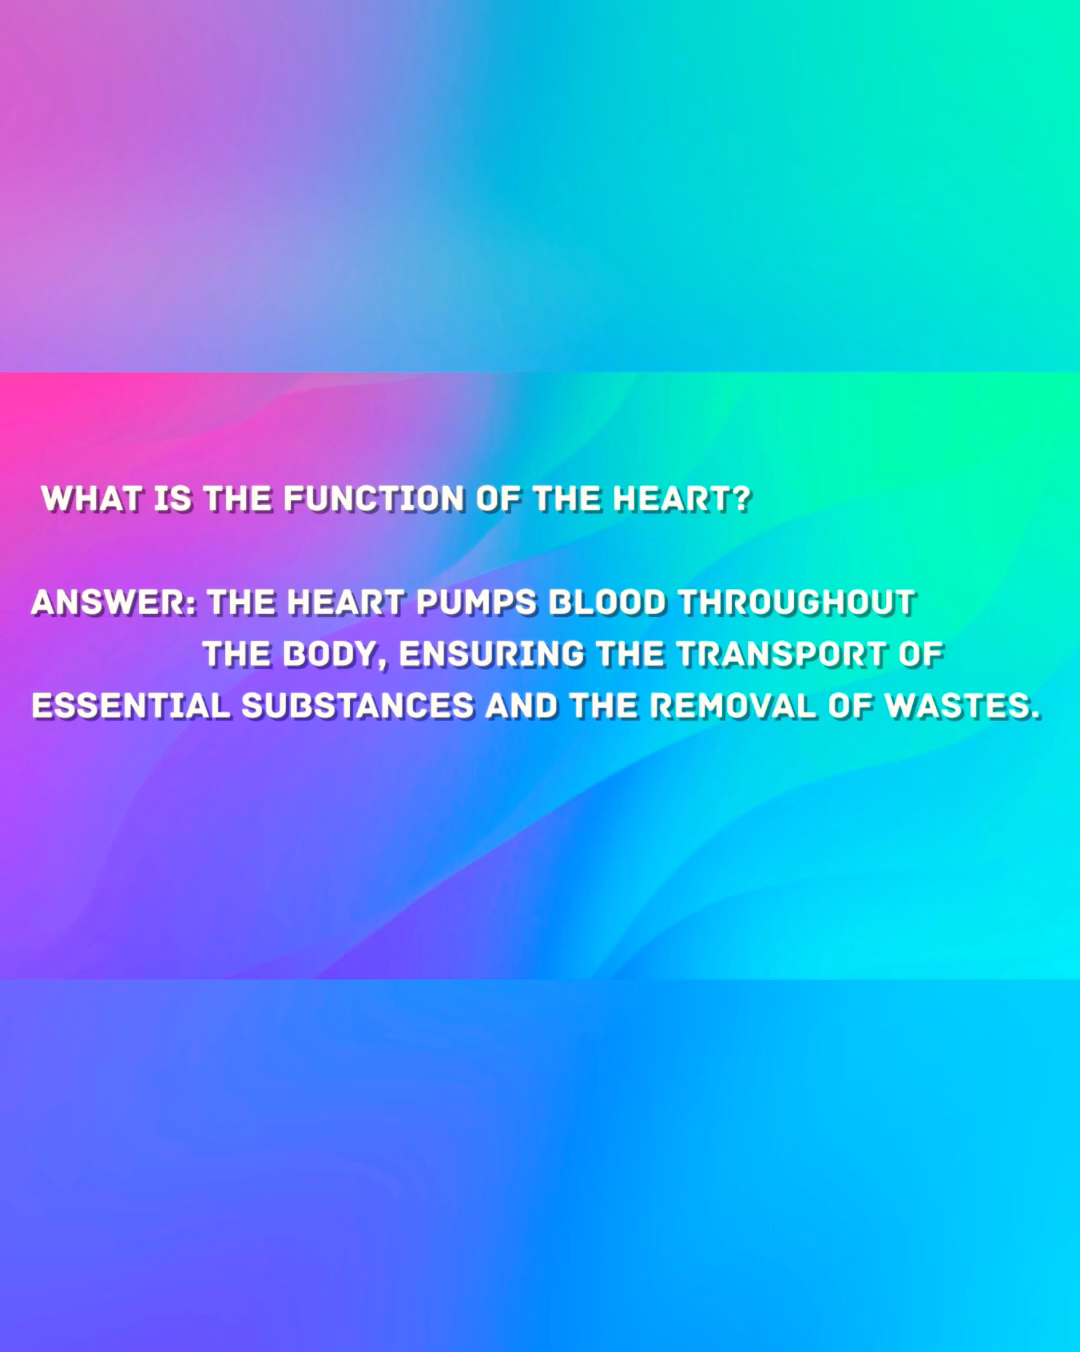 WHAT IS THE FUNCTION OF THE HEART?
ANSWER: THE HEART PUMPS BLOOD THROUGHOUT
THE BODY, ENSURING THE TRANSPORT OF
ESSENTIAL SUBSTANCES AND THE REMOVAL OF WASTES.